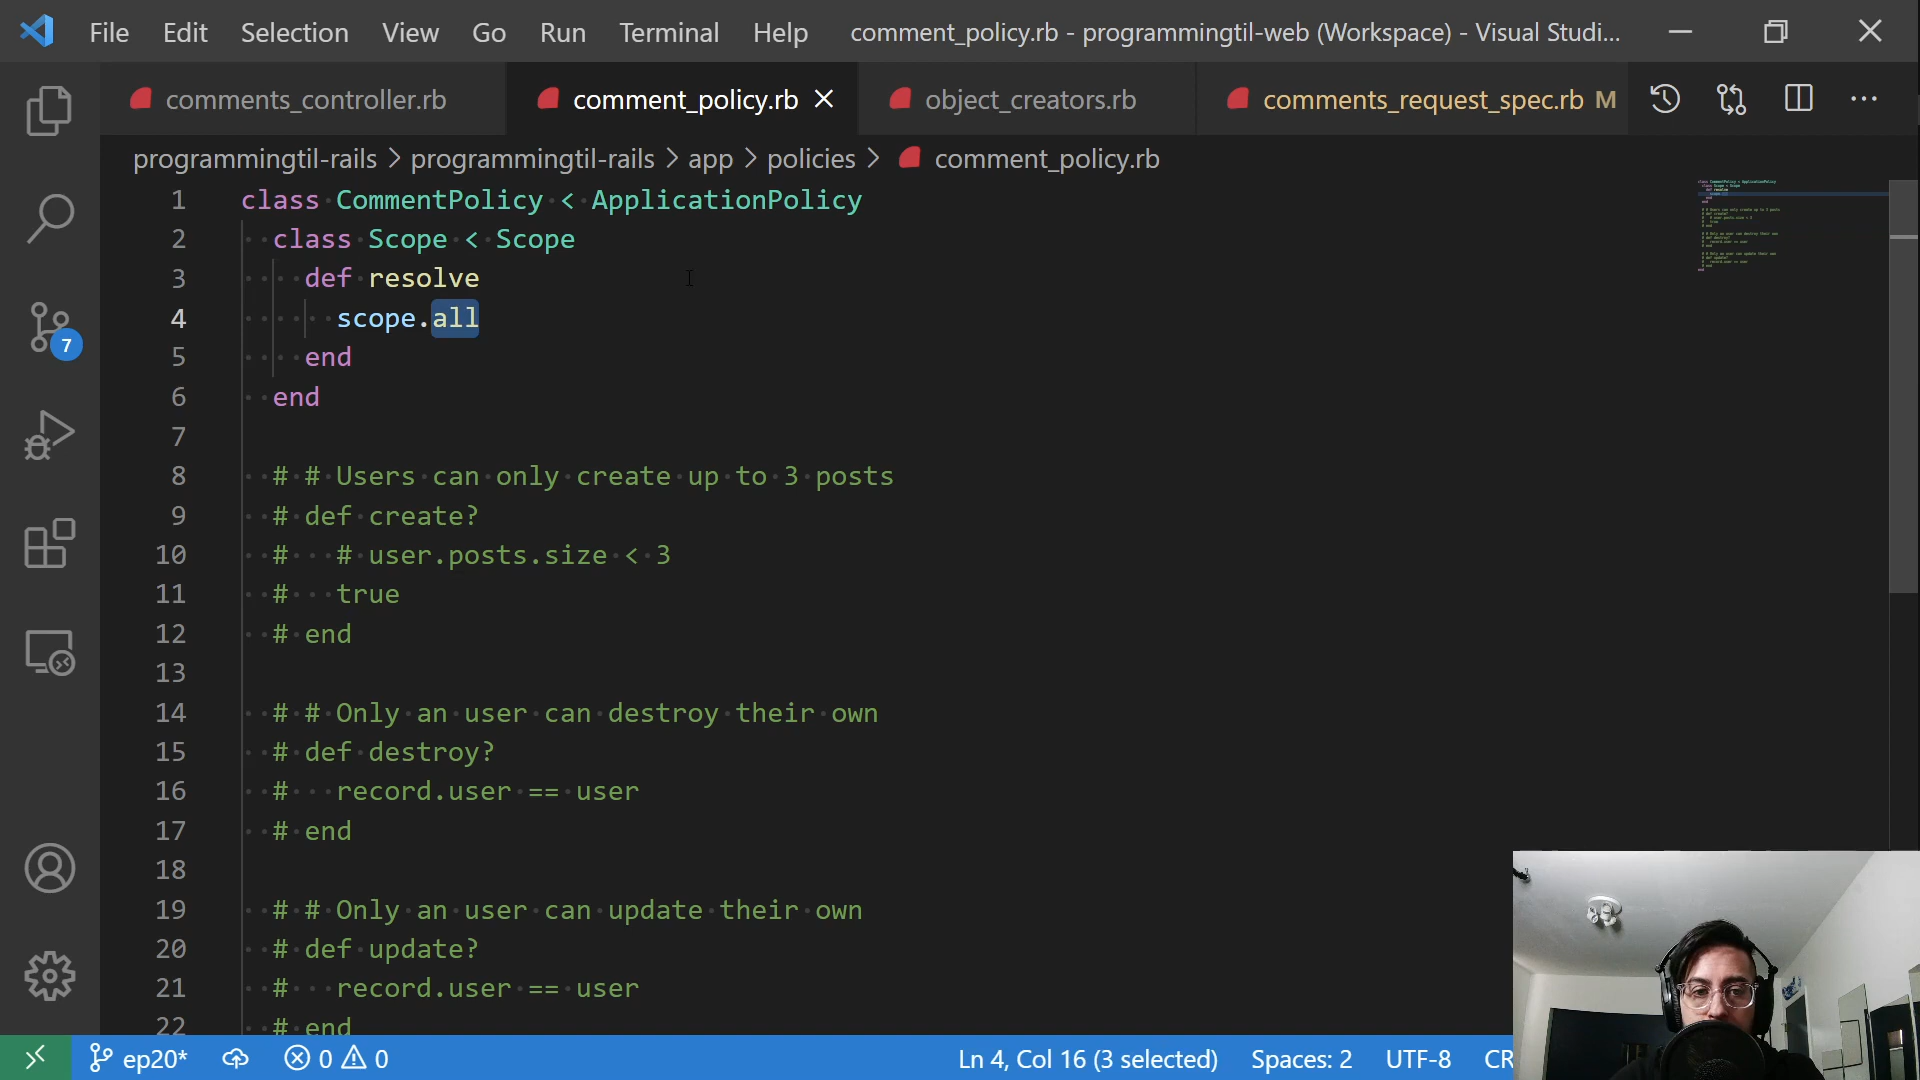 File Edit Selection View Go Run Terminal Help comment_policy.rb - programmingtil-web (Workspace) - Visual Studi...
comments_controller.rb comment_policy.rb object_creators.rb comments_request_spec.rb M
programmingtil-rails > programmingtil-rails > app > policies > comment_policy.rb
1 class CommentPolicy < ApplicationPolicy
2 class Scope < Scope
3 def resolve
4 scope.all
5 end
6 end
7
8 # # Users can only create up to 3 posts
9 # def create?
10 # # user.posts.size < 3
11 # true
12 # end
13
14 # # Only an user can destroy their own
15 # def destroy?
16 # record.user == user
17 # end
18
19 # # Only an user can update their own
20 # def update?
21 # record.user == user
22 # end
7
ep20* 0 0 Ln 4, Col 16 (3 selected) Spaces: 2 UTF-8 CR